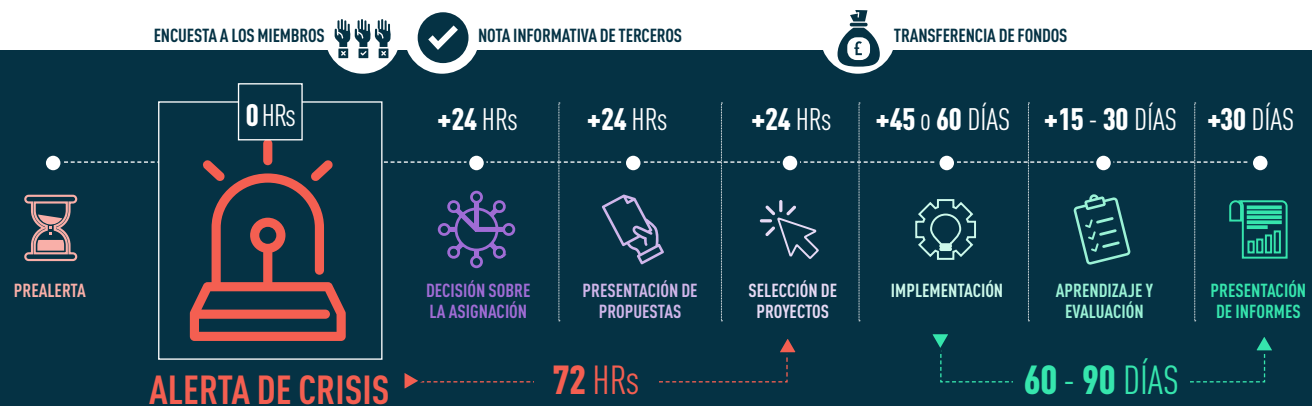 ENCUESTA A LOS MIEMBROS
NOTA INFORMATIVA DE TERCEROS
£
TRANSFERENCIA DE FONDOS
0 HRs
+24 HRs
+24 HRs
+24 HRs
+45 o 60 DÍAS
+15 - 30 DÍAS
+30 DÍAS
PREALERTA
DECISIÓN SOBRE
LA ASIGNACIÓN
PRESENTACIÓN DE
PROPUESTAS
SELECCIÓN DE
PROYECTOS
IMPLEMENTACIÓN
APRENDIZAJE Y
EVALUACIÓN
PRESENTACIÓN
DE INFORMES
ALERTA DE CRISIS
72 HRs
60 - 90 DÍAS